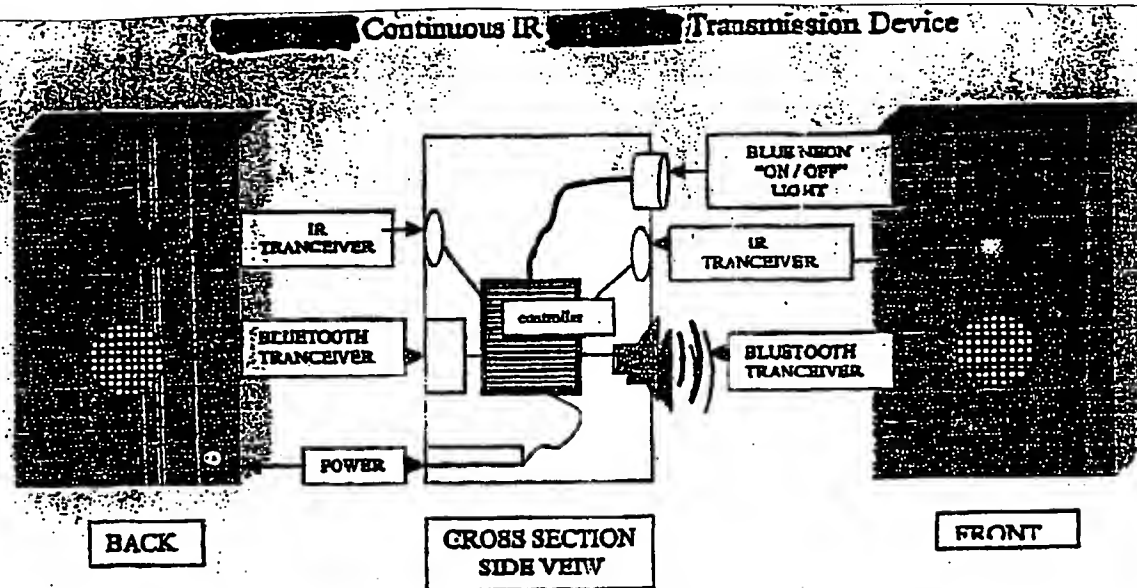 Continuous IR Transmission Device
BLUE NEON
"ON / OFF"
LIGHT
IR
TRANCEIVER
IR
TRANCEIVER
controller
BLUETOOTH
TRANCEIVER
BLUETOOTH
TRANCEIVER
POWER
BACK
CROSS SECTION
SIDE VEIW
FRONT